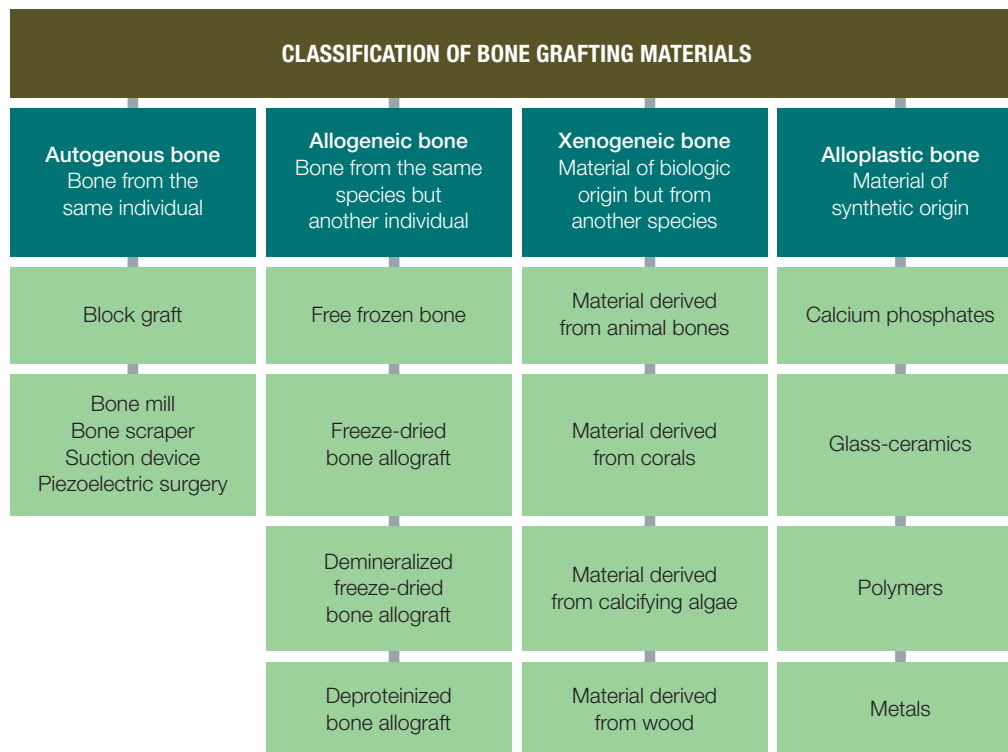 CLASSIFICATION OF BONE GRAFTING MATERIALS
Autogenous bone
Bone from the
same individual
Allogeneic bone
Bone from the same
species but
another individual
Xenogeneic bone
Material of biologic
origin but from
another species
Alloplastic bone
Material of
synthetic origin
Block graft
Free frozen bone
Material derived
from animal bones
Calcium phosphates
Bone mill
Bone scraper
Suction device
Piezoelectric surgery
Freeze-dried
bone allograft
Material derived
from corals
Glass-ceramics
Demineralized
freeze-dried
bone allograft
Material derived
from calcifying algae
Polymers
Deproteinized
bone allograft
Material derived
from wood
Metals